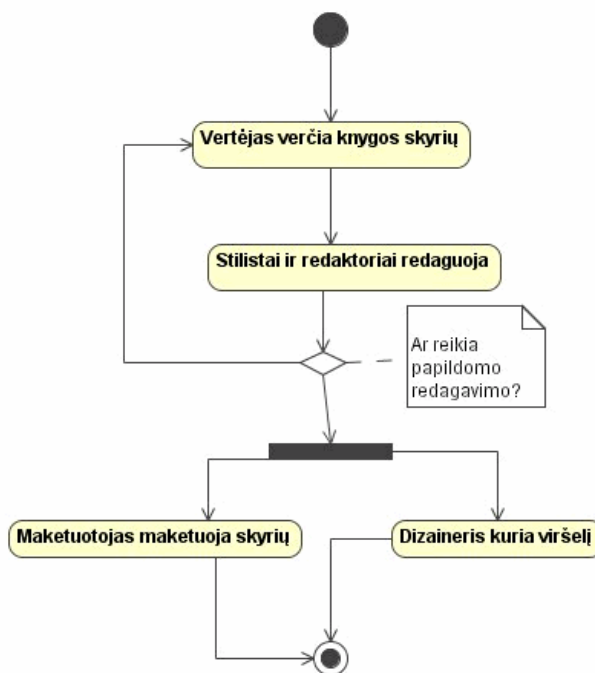 Vertėjas verčia knygos skyrių
Stilistai ir redaktoriai redaguoja
Ar reikia
papildomo
redagavimo?
Maketuotojas maketuoja skyrių
Dizaineris kuria viršelį